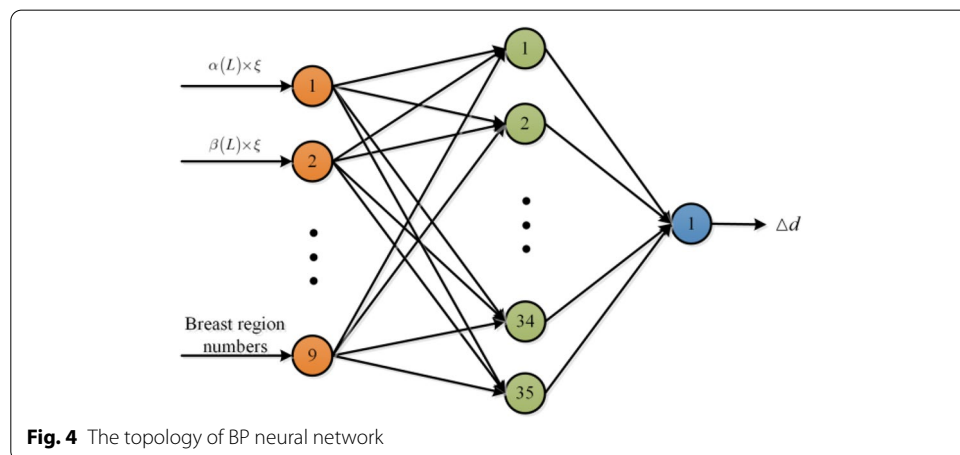 α(L)×ξ
β(L)×ξ
Breast region
numbers
1
2
9
1
2
34
35
1
△d
Fig. 4 The topology of BP neural network